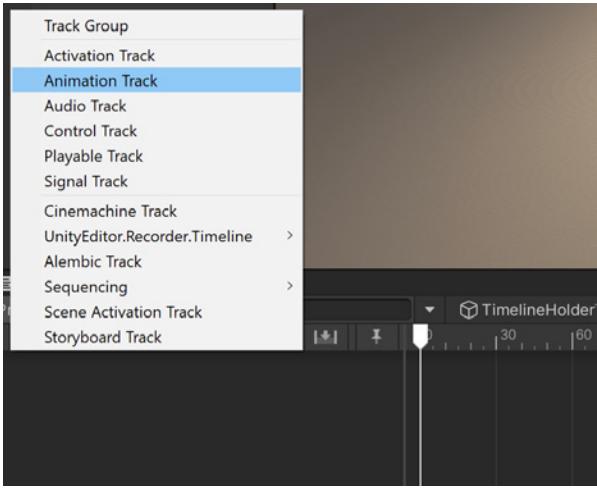 Track Group
Activation Track
Animation Track
Audio Track
Control Track
Playable Track
Signal Track
Cinemachine Track
UnityEditor.Recorder.Timeline
Alembic Track
Sequencing
Scene Activation Track
Storyboard Track
TimelineHolder
30
60